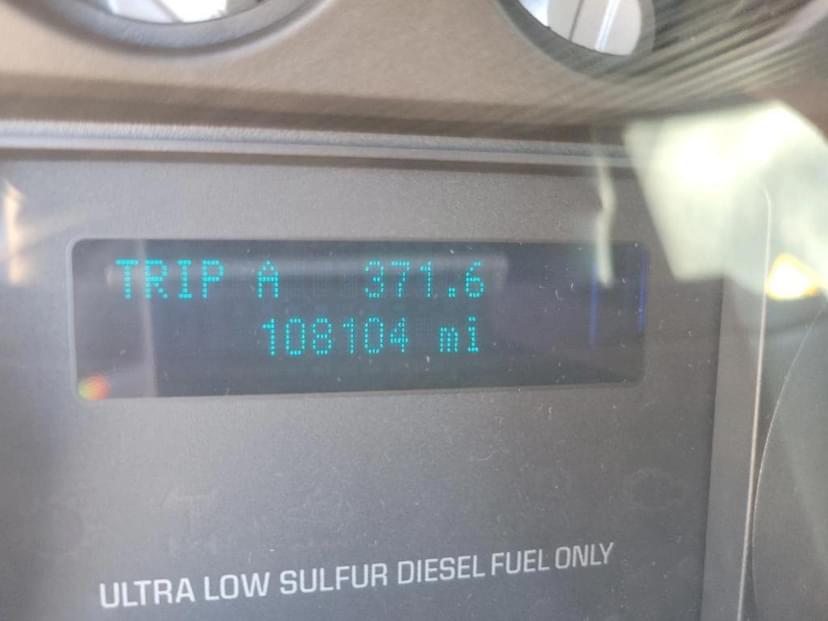 TRIP A 371.6
108104 mi
ULTRA LOW SULFUR DIESEL FUEL ONLY